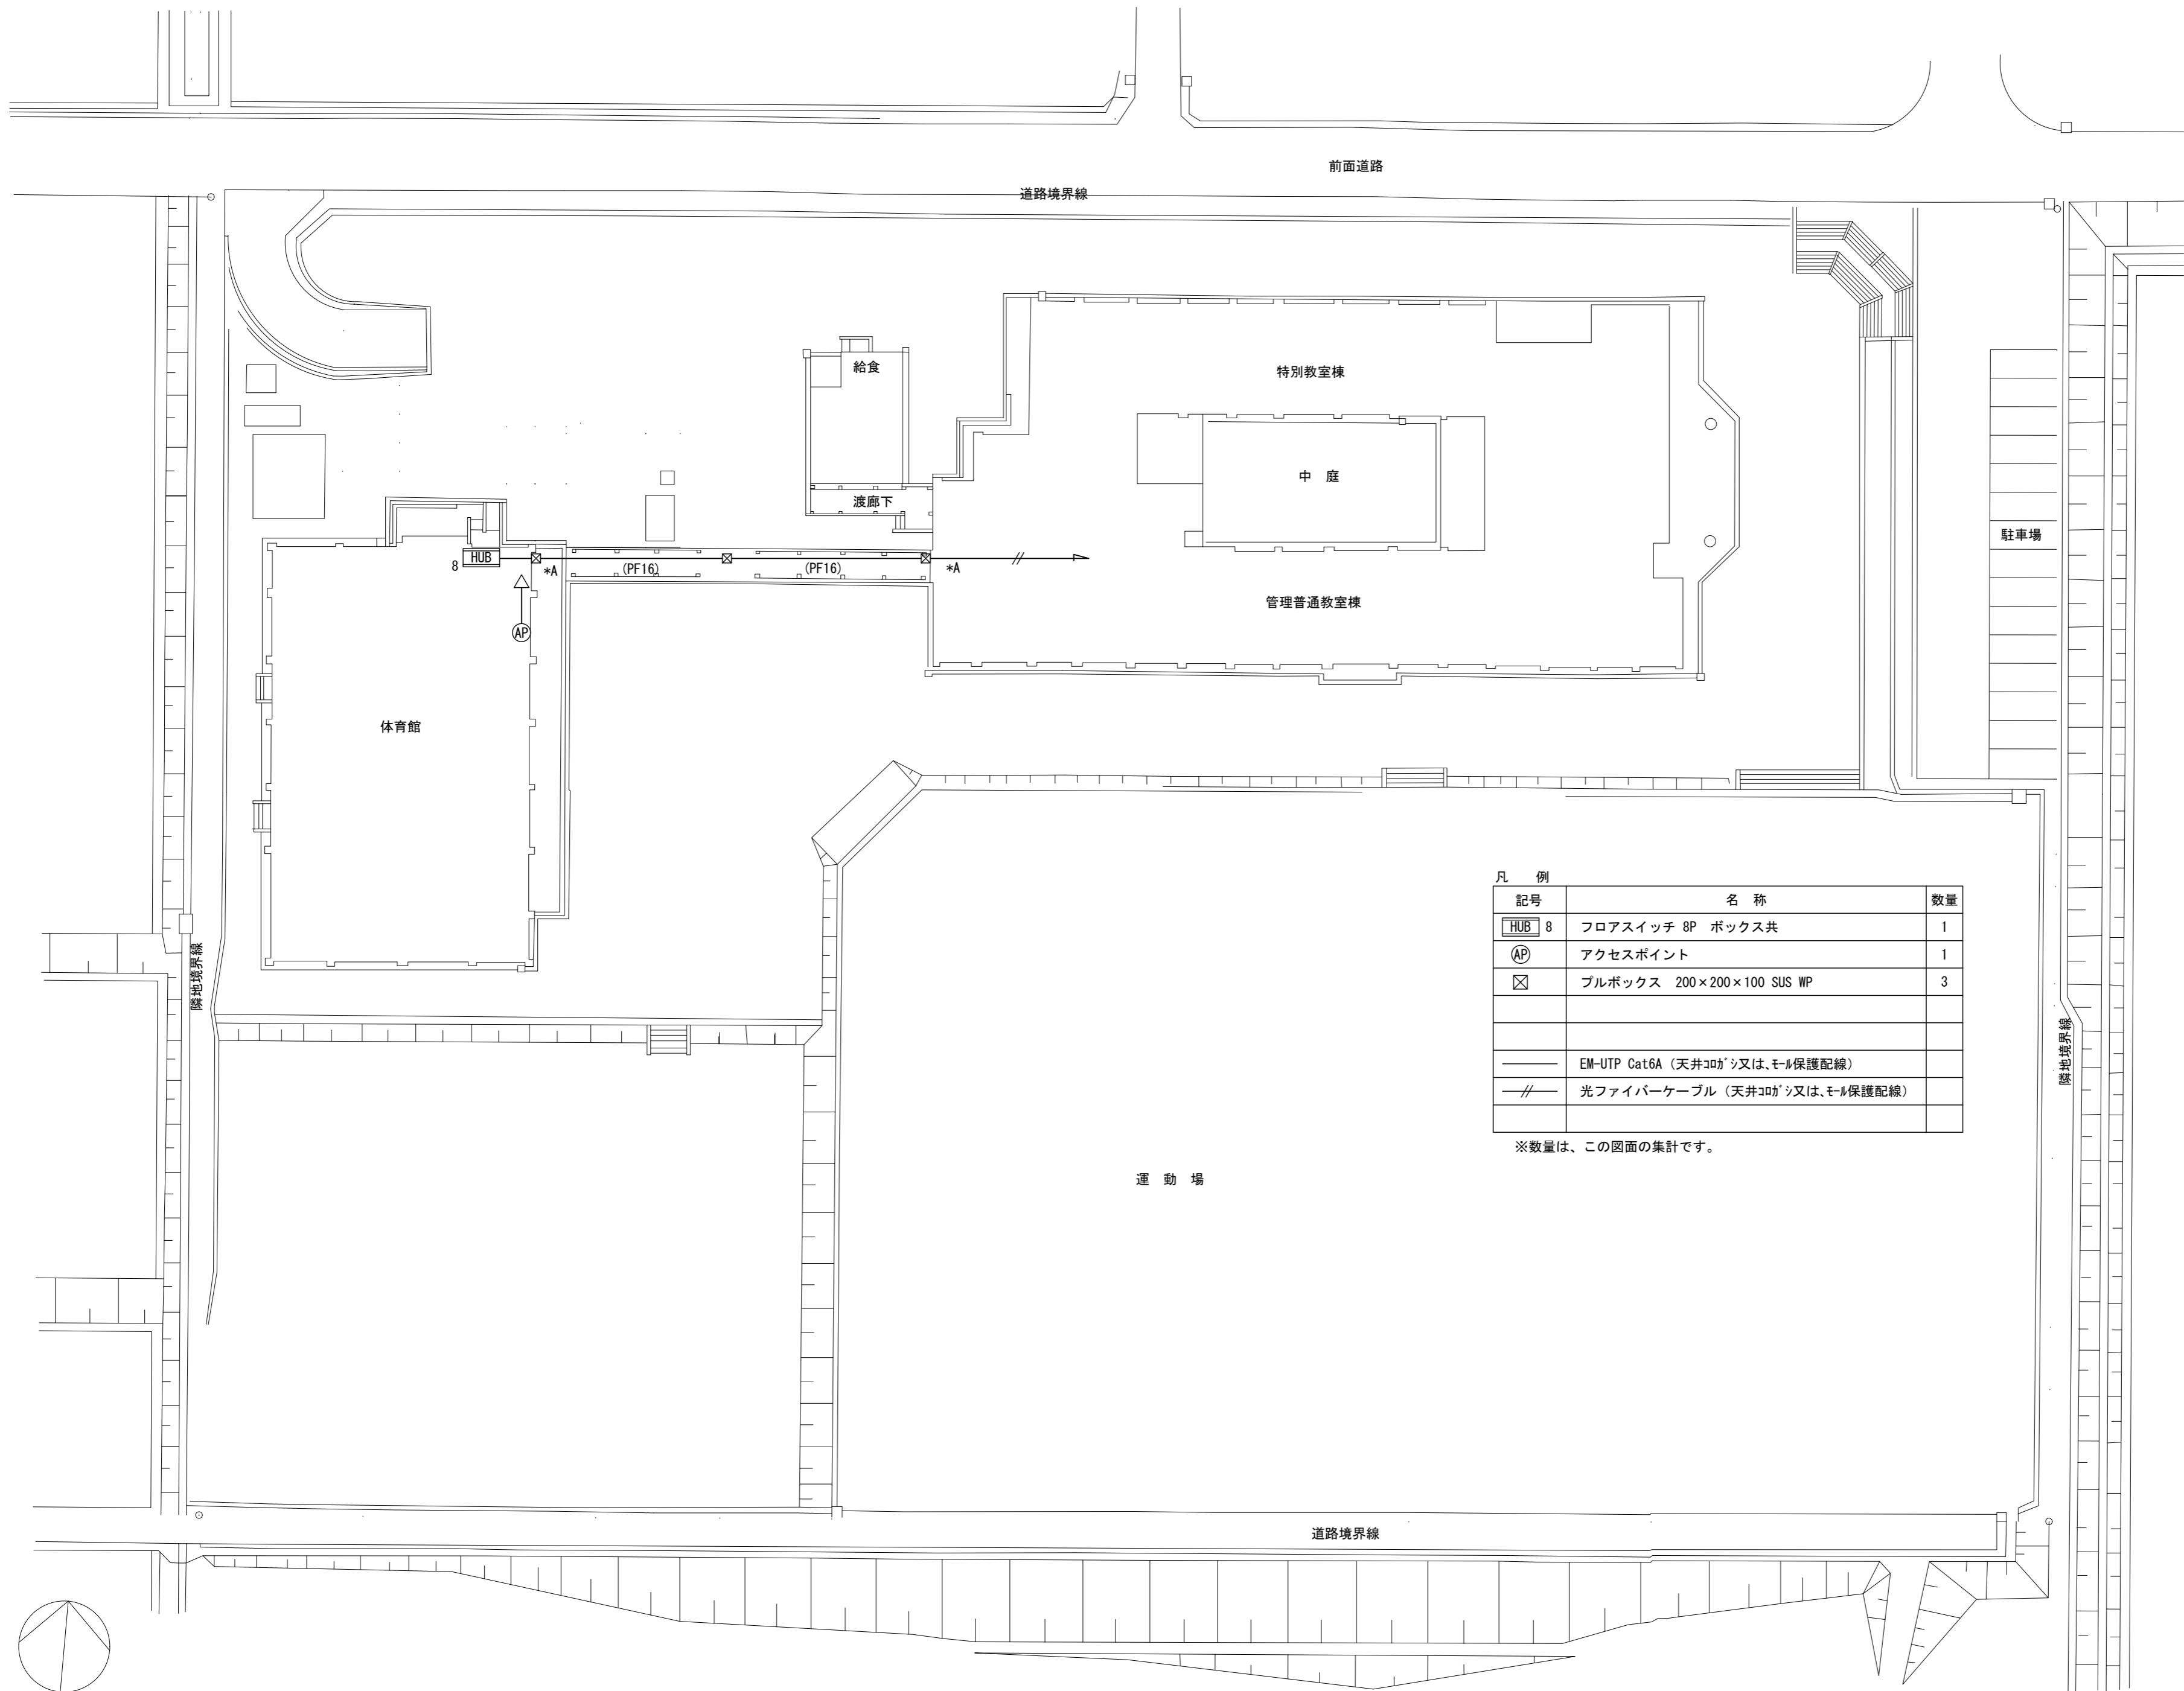 前面道路
道路境界線
給食
特別教室棟
中　庭
渡廊下
駐車場
HUB
8
*A
(PF16)
(PF16)
*A
管理普通教室棟
AP
体育館
凡　例
記号　名　称　数量
HUB 8　フロアスイッチ 8P　ボックス共　1
AP　アクセスポイント　1
プルボックス　200×200×100 SUS WP　3
EM-UTP Cat6A（天井ｺﾛｶﾞｼ又は、ﾓｰﾙ保護配線）
光ファイバーケーブル（天井ｺﾛｶﾞｼ又は、ﾓｰﾙ保護配線）
※数量は、この図面の集計です。
隣地境界線
隣地境界線
運　動　場
道路境界線